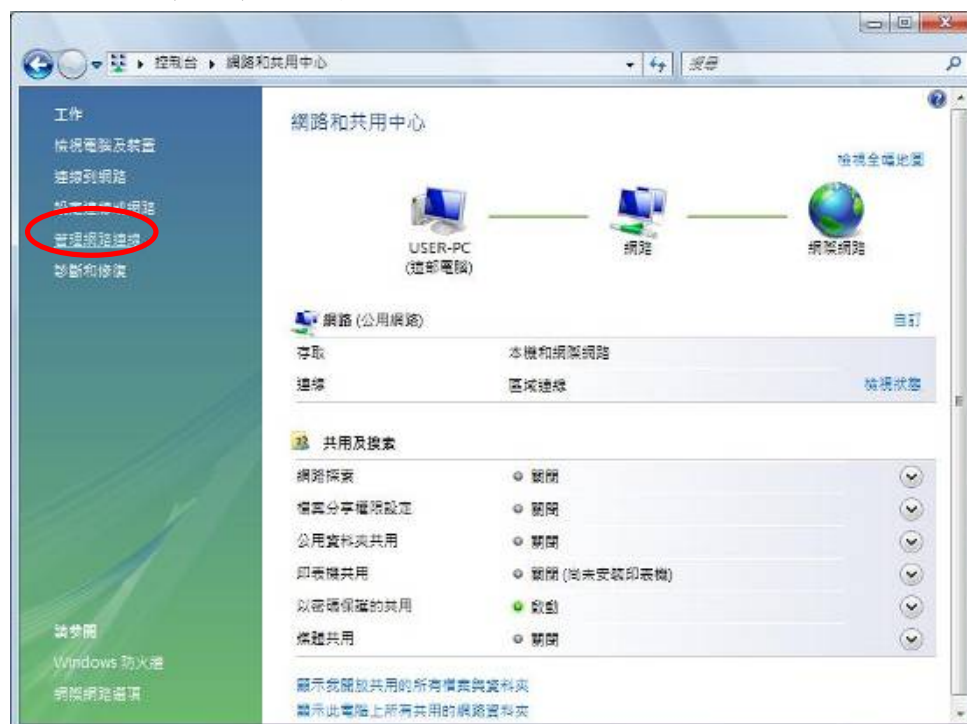 控制台 ▸ 網路和共用中心
搜尋
工作
檢視電腦及裝置
連線到網路
設定連線或網路
管理網路連線
診斷和修復
請參閱
Windows 防火牆
網際網路選項
網路和共用中心
檢視全幅地圖
USER-PC
(這部電腦)
網路
網際網路
網路 (公用網路)
自訂
存取 本機和網際網路
連線 區域連線 檢視狀態
共用及搜索
網路探索 關閉
檔案分享權限設定 關閉
公用資料夾共用 關閉
印表機共用 關閉 (尚未安裝印表機)
以密碼保護的共用 啟動
媒體共用 關閉
顯示我開放共用的所有檔案與資料夾
顯示此電腦上所有共用的網路資料夾